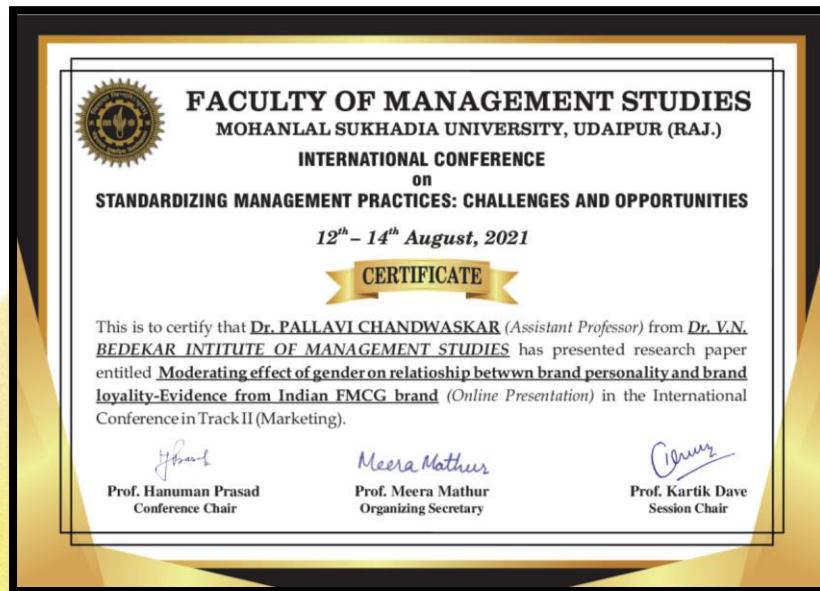 FACULTY OF MANAGEMENT STUDIES
MOHANLAL SUKHADIA UNIVERSITY, UDAIPUR (RAJ.)
INTERNATIONAL CONFERENCE
on
STANDARDIZING MANAGEMENT PRACTICES: CHALLENGES AND OPPORTUNITIES
12th – 14th August, 2021
CERTIFICATE
This is to certify that Dr. PALLAVI CHANDWASKAR (Assistant Professor) from Dr. V.N.
BEDEKAR INTITUTE OF MANAGEMENT STUDIES has presented research paper
entitled Moderating effect of gender on relatioship betwwn brand personality and brand
loyality-Evidence from Indian FMCG brand (Online Presentation) in the International
Conference in Track II (Marketing).
Meera Mathur
Prof. Hanuman Prasad Prof. Meera Mathur Prof. Kartik Dave
Conference Chair Organizing Secretary Session Chair